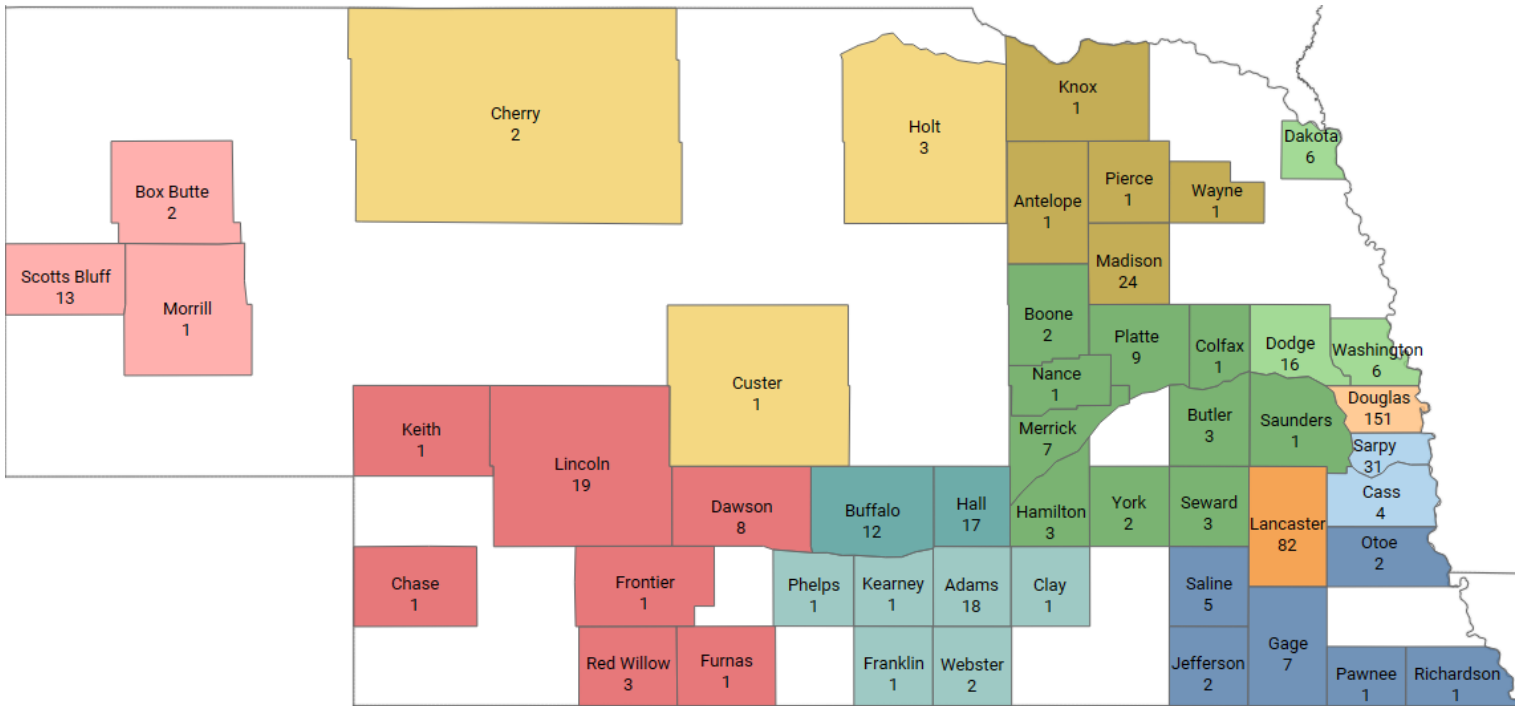 Knox
1
Cherry
2
Holt
3
Dakota
6
Box Butte
2
Pierce
1
Wayne
1
Antelope
1
Madison
24
Scotts Bluff
13
Morrill
1
Boone
2
Platte
9
Colfax
1
Dodge
16
Washington
6
Nance
1
Custer
1
Douglas
151
Keith
1
Merrick
7
Butler
3
Saunders
1
Sarpy
31
Lincoln
19
Dawson
8
Buffalo
12
Hall
17
Hamilton
3
York
2
Seward
3
Lancaster
82
Cass
4
Otoe
2
Chase
1
Frontier
1
Phelps
1
Kearney
1
Adams
18
Clay
1
Saline
5
Red Willow
3
Furnas
1
Franklin
1
Webster
2
Jefferson
2
Gage
7
Pawnee
1
Richardson
1